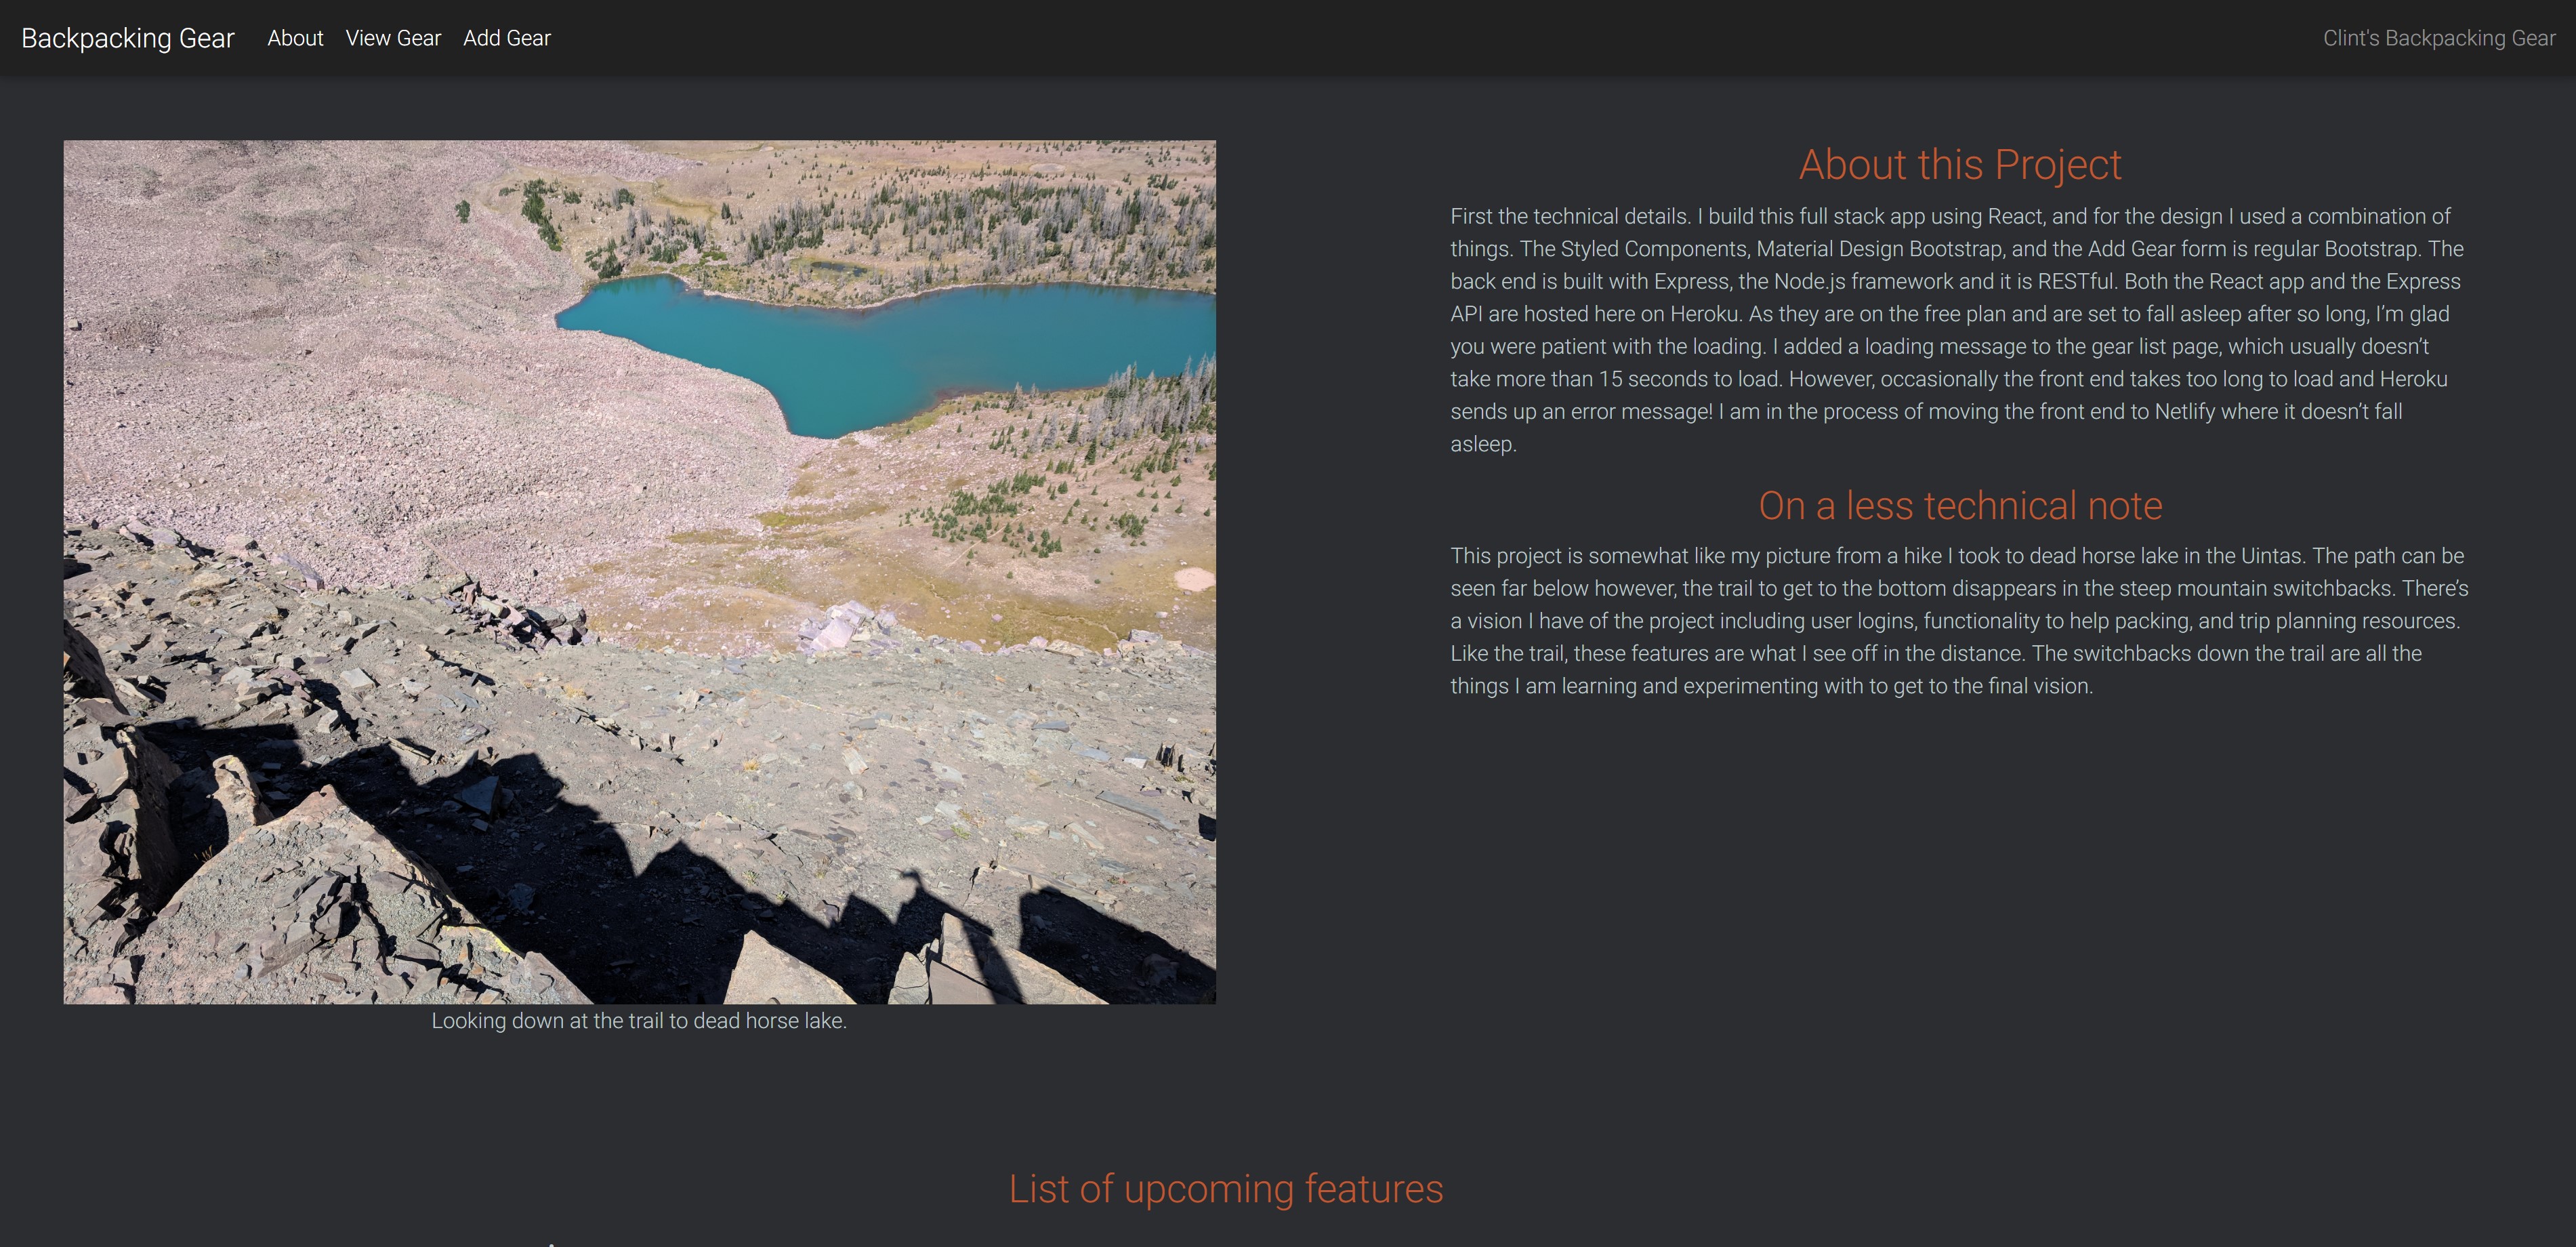 Backpacking Gear About View Gear Add Gear Clint's Backpacking Gear
About this Project
First the technical details. I build this full stack app using React, and for the design I used a combination of
things. The Styled Components, Material Design Bootstrap, and the Add Gear form is regular Bootstrap. The
back end is built with Express, the Node.js framework and it is RESTful. Both the React app and the Express
API are hosted here on Heroku. As they are on the free plan and are set to fall asleep after so long, I’m glad
you were patient with the loading. I added a loading message to the gear list page, which usually doesn’t
take more than 15 seconds to load. However, occasionally the front end takes too long to load and Heroku
sends up an error message! I am in the process of moving the front end to Netlify where it doesn’t fall
asleep.
On a less technical note
This project is somewhat like my picture from a hike I took to dead horse lake in the Uintas. The path can be
seen far below however, the trail to get to the bottom disappears in the steep mountain switchbacks. There’s
a vision I have of the project including user logins, functionality to help packing, and trip planning resources.
Like the trail, these features are what I see off in the distance. The switchbacks down the trail are all the
things I am learning and experimenting with to get to the final vision.
Looking down at the trail to dead horse lake.
List of upcoming features